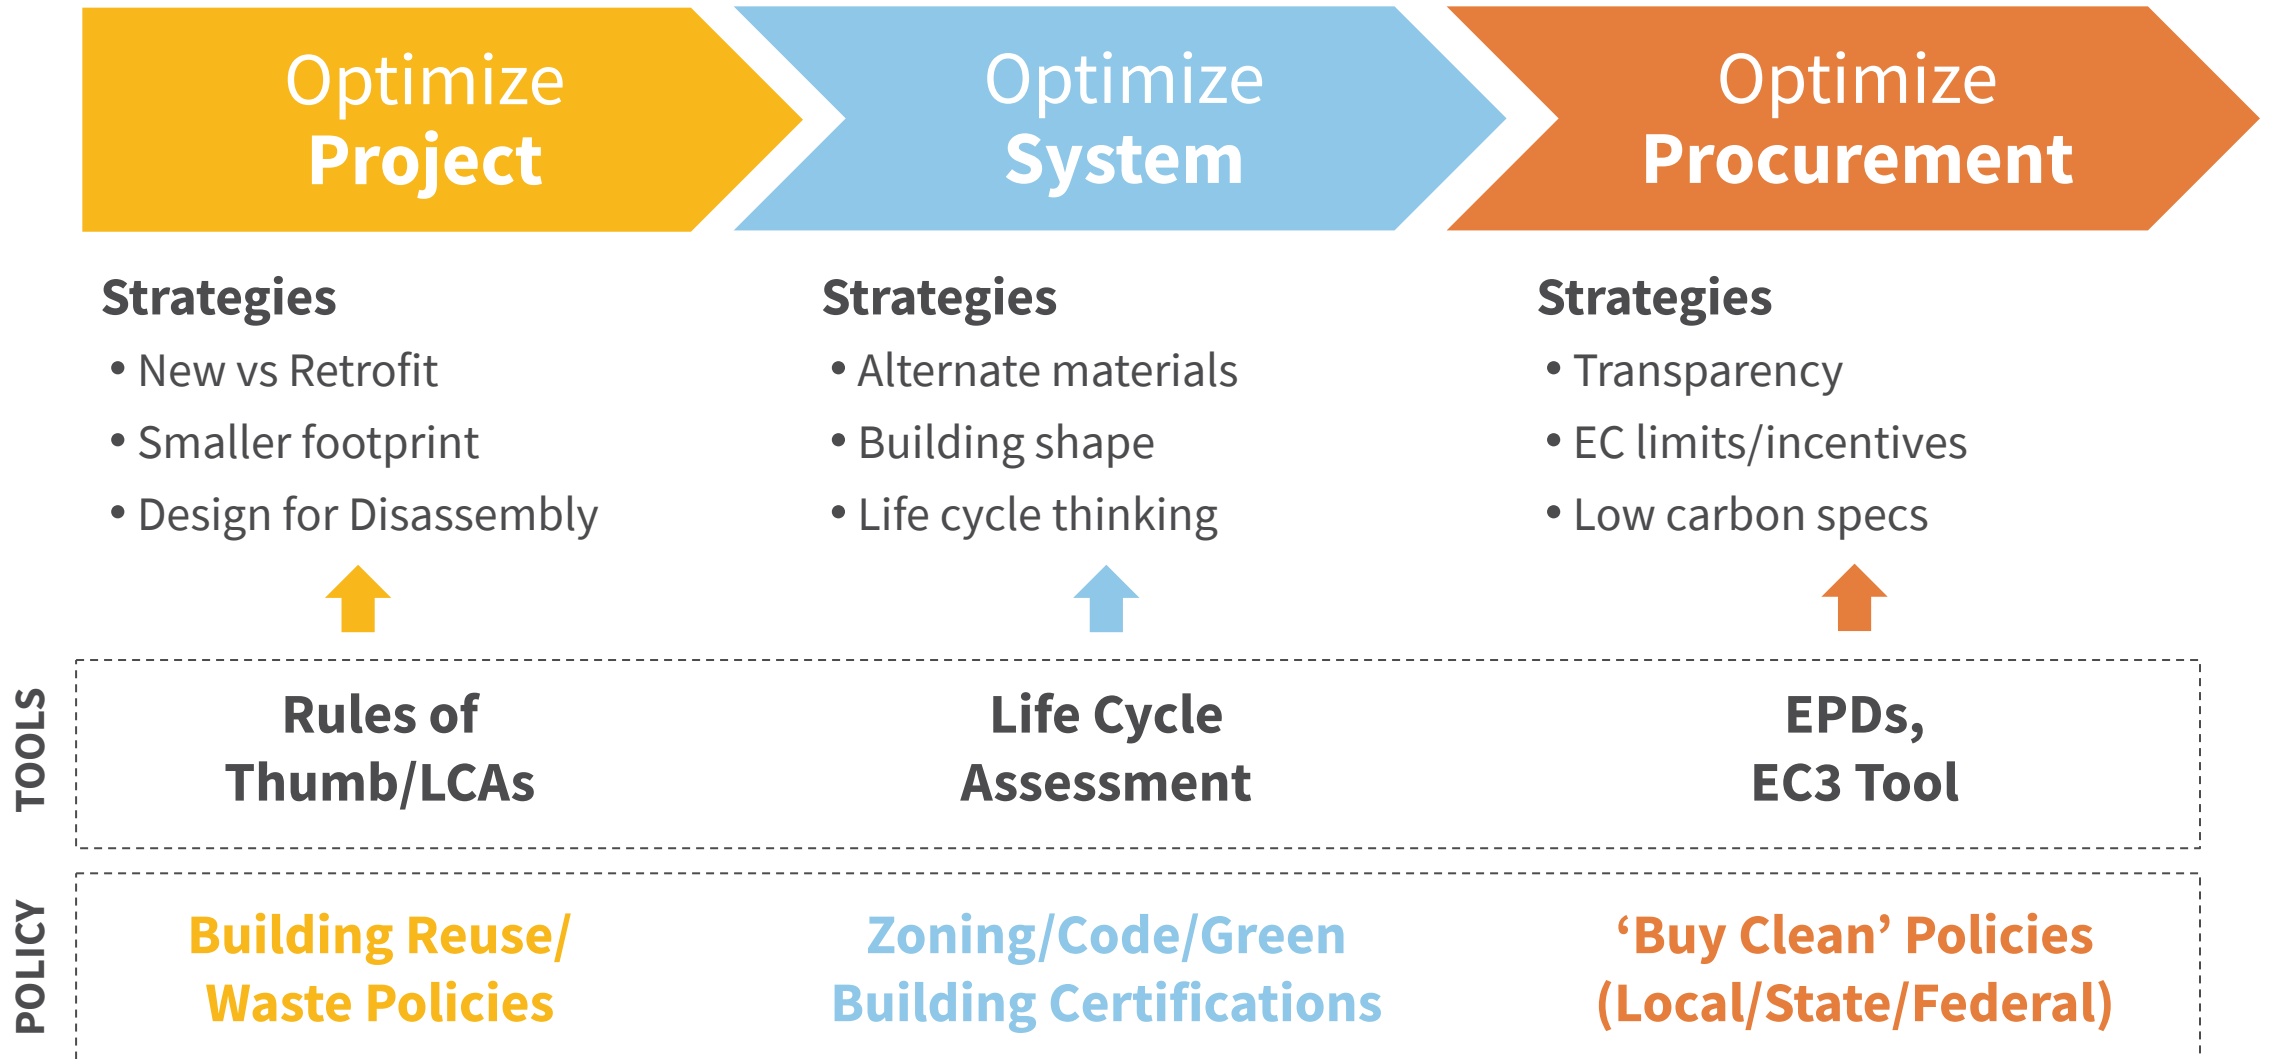 Optimize
Project
Optimize
System
Optimize
Procurement
Strategies
• New vs Retrofit
• Smaller footprint
• Design for Disassembly
Strategies
• Alternate materials
• Building shape
• Life cycle thinking
Strategies
• Transparency
• EC limits/incentives
• Low carbon specs
TOOLS
Rules of
Thumb/LCAs
Life Cycle
Assessment
EPDs,
EC3 Tool
POLICY
Building Reuse/
Waste Policies
Zoning/Code/Green
Building Certifications
‘Buy Clean’ Policies
(Local/State/Federal)